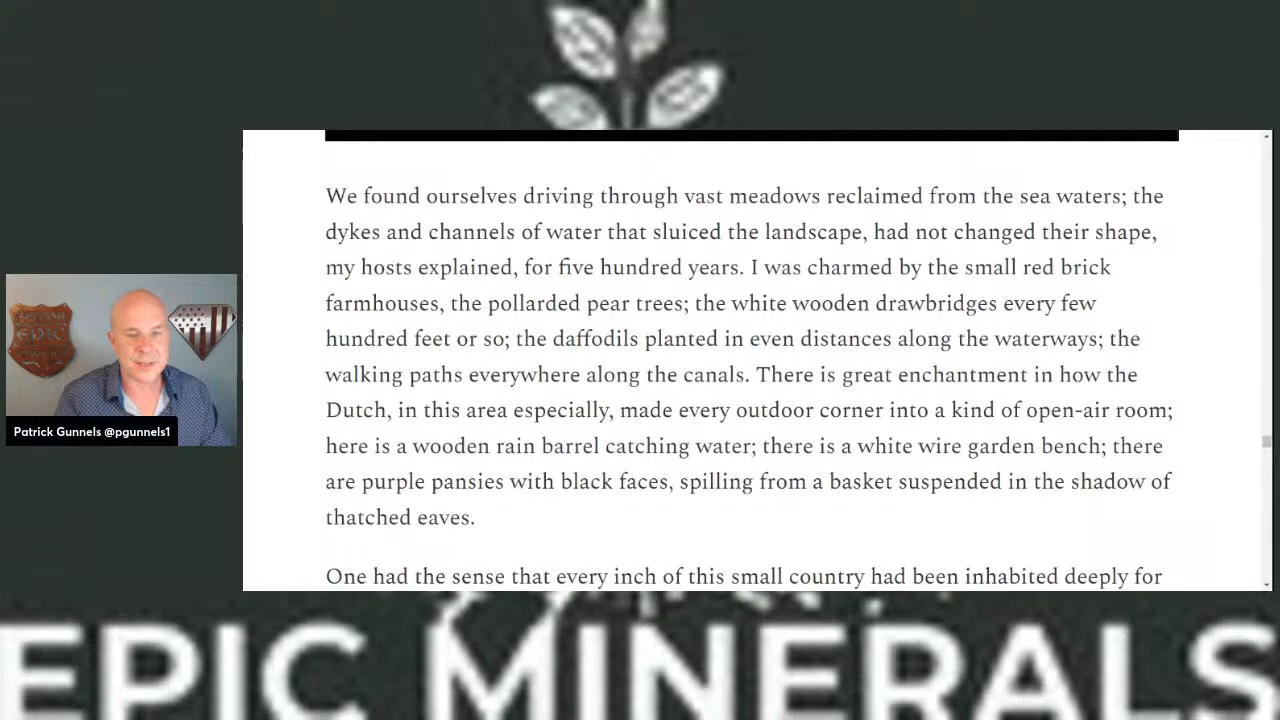 We found ourselves driving through vast meadows reclaimed from the sea waters; the
dykes and channels of water that sluiced the landscape, had not changed their shape,
my hosts explained, for five hundred years. I was charmed by the small red brick
farmhouses, the pollarded pear trees; the white wooden drawbridges every few
hundred feet or so; the daffodils planted in even distances along the waterways; the
walking paths everywhere along the canals. There is great enchantment in how the
Dutch, in this area especially, made every outdoor corner into a kind of open-air room;
here is a wooden rain barrel catching water; there is a white wire garden bench; there
are purple pansies with black faces, spilling from a basket suspended in the shadow of
thatched eaves.
One had the sense that every inch of this small country had been inhabited deeply for
EPIC
Patrick Gunnels @pgunnels1
EPIC MINERALS